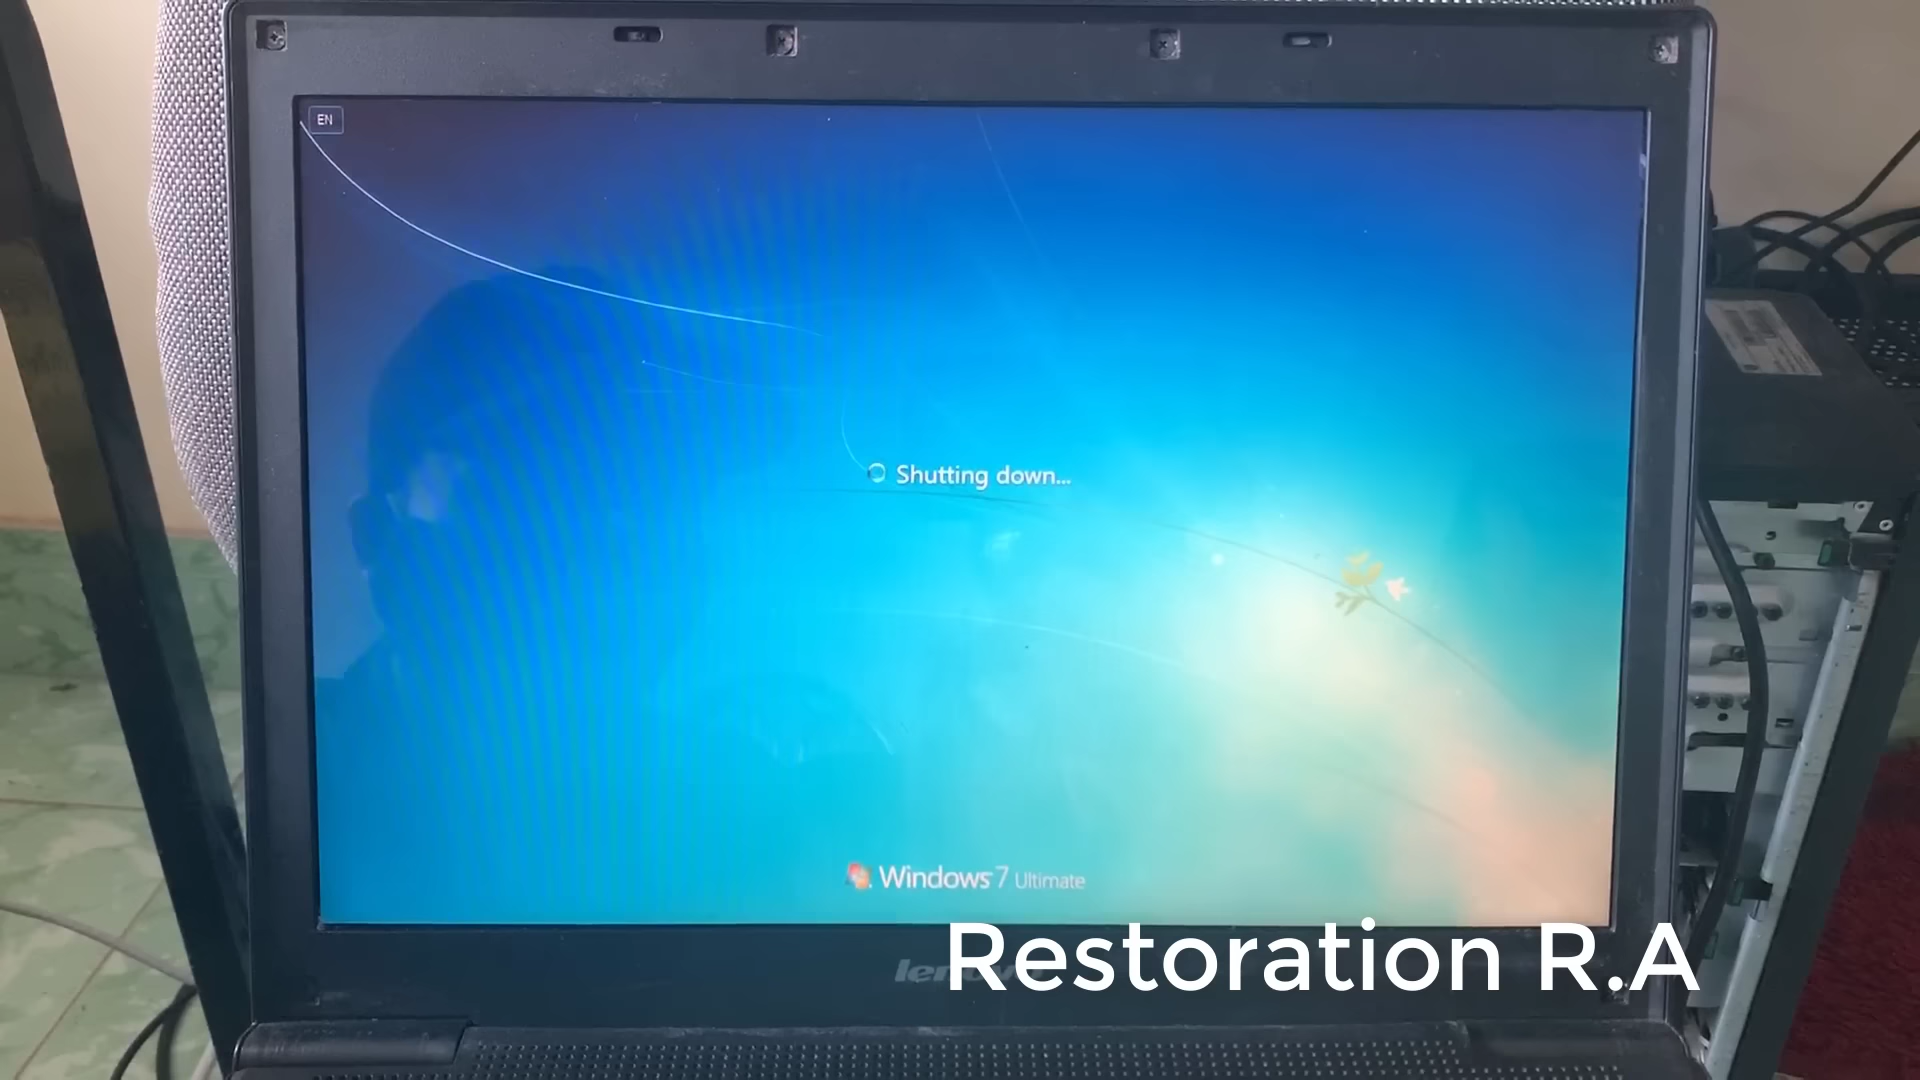 EN
Shutting down...
Windows 7 Ultimate
Restoration R.A